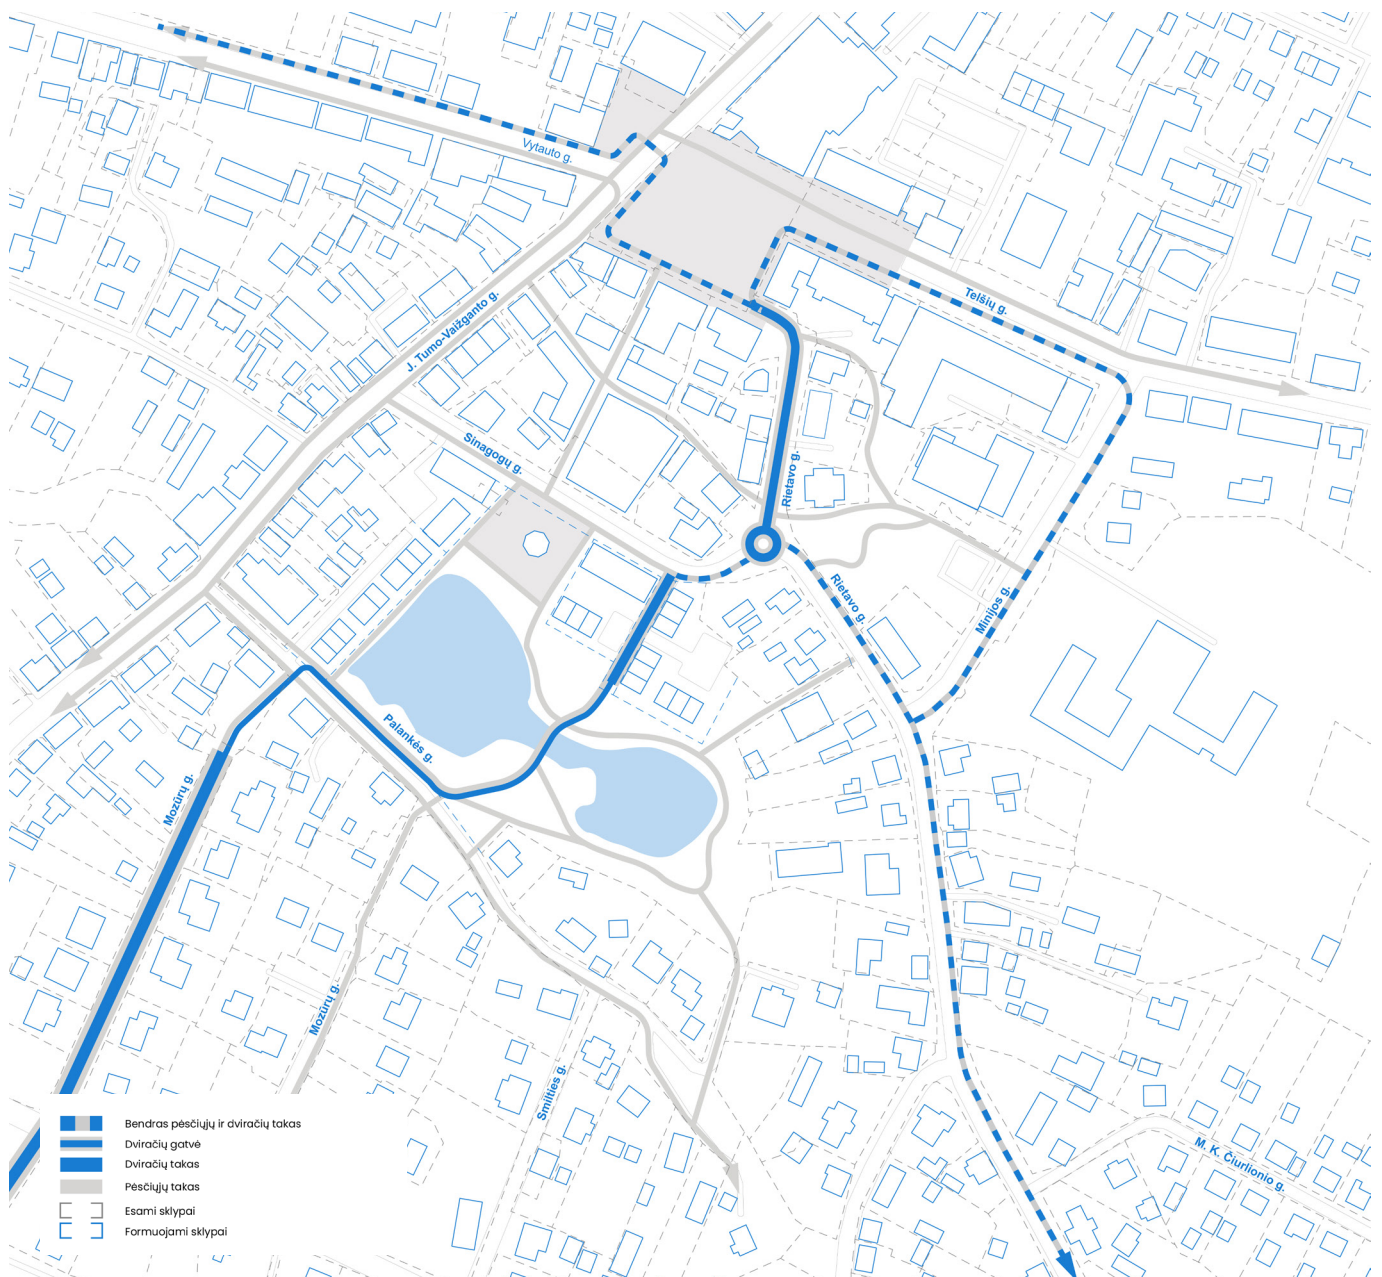 Vytauto g.
Telšių g.
J. Tumo-Vaižganto g.
Sinagogų g.
Rietavo g.
Rietavo g.
Minijos g.
Palankės g.
Mozūrų g.
Mozūrų g.
Smilties g.
M. K. Čiurlionio g.
Bendras pėsčiųjų ir dviračių takas
Dviračių gatvė
Dviračių takas
Pėsčiųjų takas
Esami sklypai
Formuojami sklypai